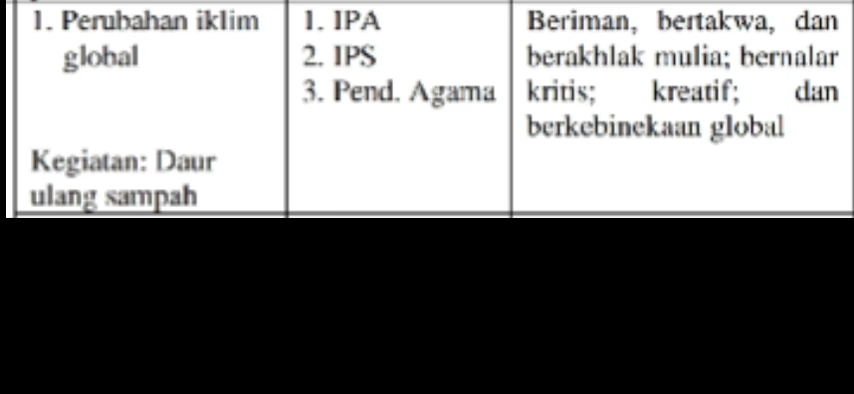 1. Perubahan iklim
global
Kegiatan: Daur
ulang sampah
1. IPA
2. IPS
3. Pend. Agama
Beriman, bertakwa, dan
berakhlak mulia; bernalar
kritis; kreatif; dan
berkebinekaan global